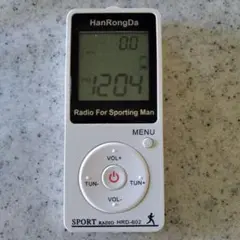 HanRongDa
0.0
1204
Radio For Sporting Man
MENU
VOL+
TUN- TUN+
VOL-
SPORT RADIO HRD-602